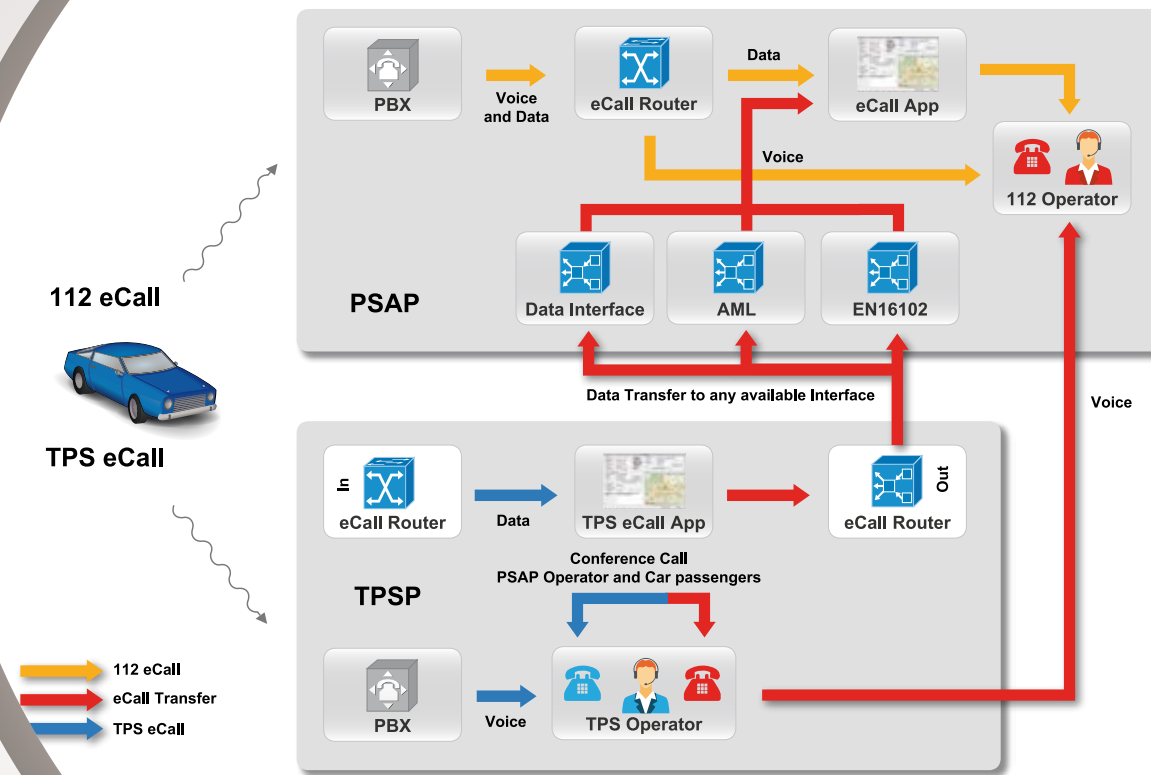 PBX
Voice
and Data
eCall Router
Data
eCall App
Voice
112 Operator
112 eCall
PSAP
Data Interface
AML
EN16102
Data Transfer to any available Interface
Voice
TPS eCall
In
eCall Router
Data
TPS eCall App
Out
eCall Router
Conference Call
PSAP Operator and Car passengers
TPSP
PBX
Voice
TPS Operator
112 eCall
eCall Transfer
TPS eCall